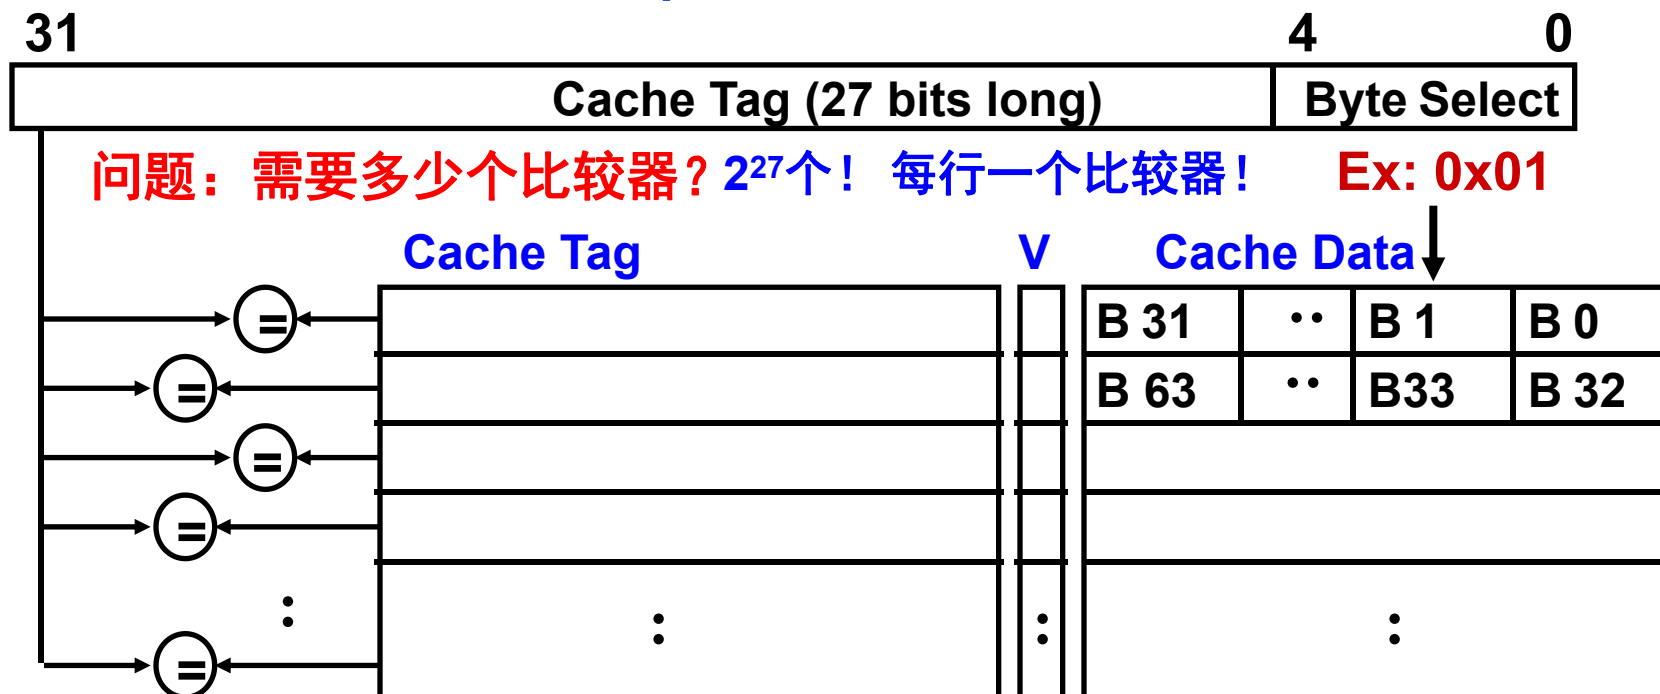 31 4 0
Cache Tag (27 bits long) Byte Select
问题：需要多少个比较器？2²⁷个！ 每行一个比较器！ Ex: 0x01
Cache Tag V Cache Data
= B 31 ·· B 1 B 0
= B 63 ·· B33 B 32
=
=
: : : :
=